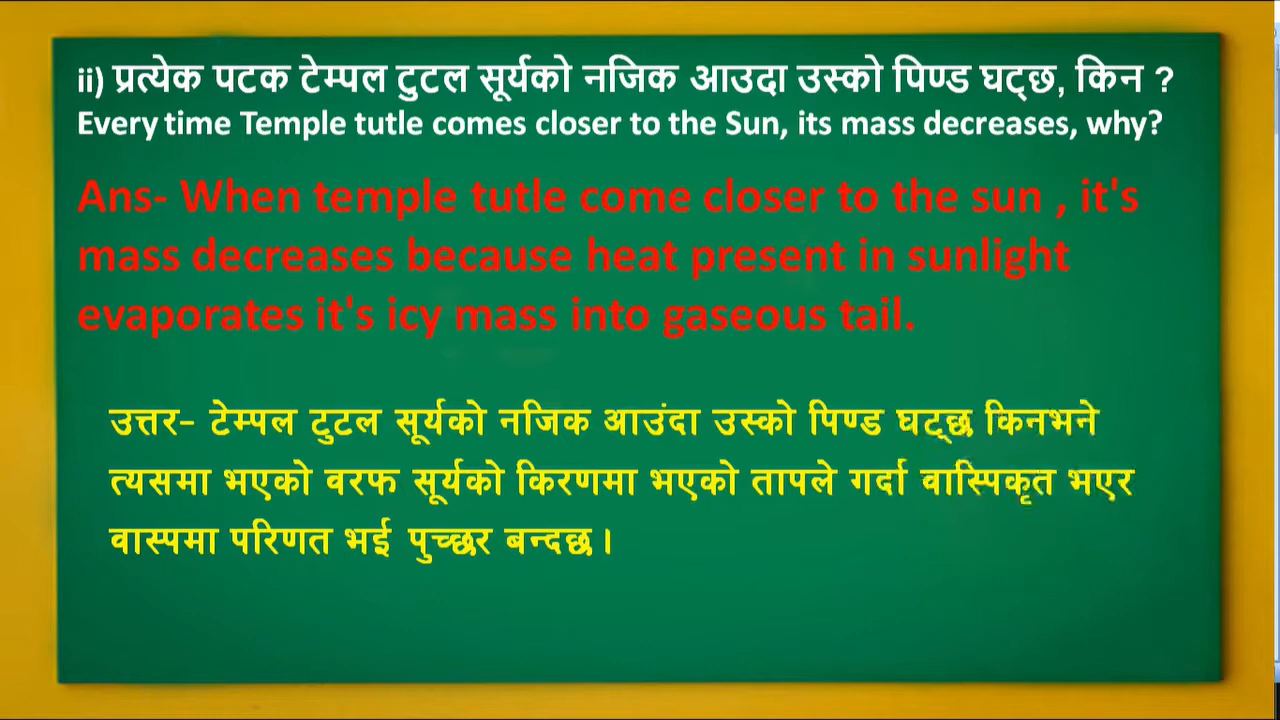 ii) प्रत्येक पटक टेम्पल टुटल सूर्यको नजिक आउदा उस्को पिण्ड घट्छ, किन ?
Every time Temple tutle comes closer to the Sun, its mass decreases, why?
Ans- When temple tutle come closer to the sun , it's
mass decreases because heat present in sunlight
evaporates it's icy mass into gaseous tail.
उत्तर- टेम्पल टुटल सूर्यको नजिक आउंदा उस्को पिण्ड घट्छ किनभने
त्यसमा भएको वरफ सूर्यको किरणमा भएको तापले गर्दा वास्पिकृत भएर
वास्पमा परिणत भई पुच्छर बन्दछ।